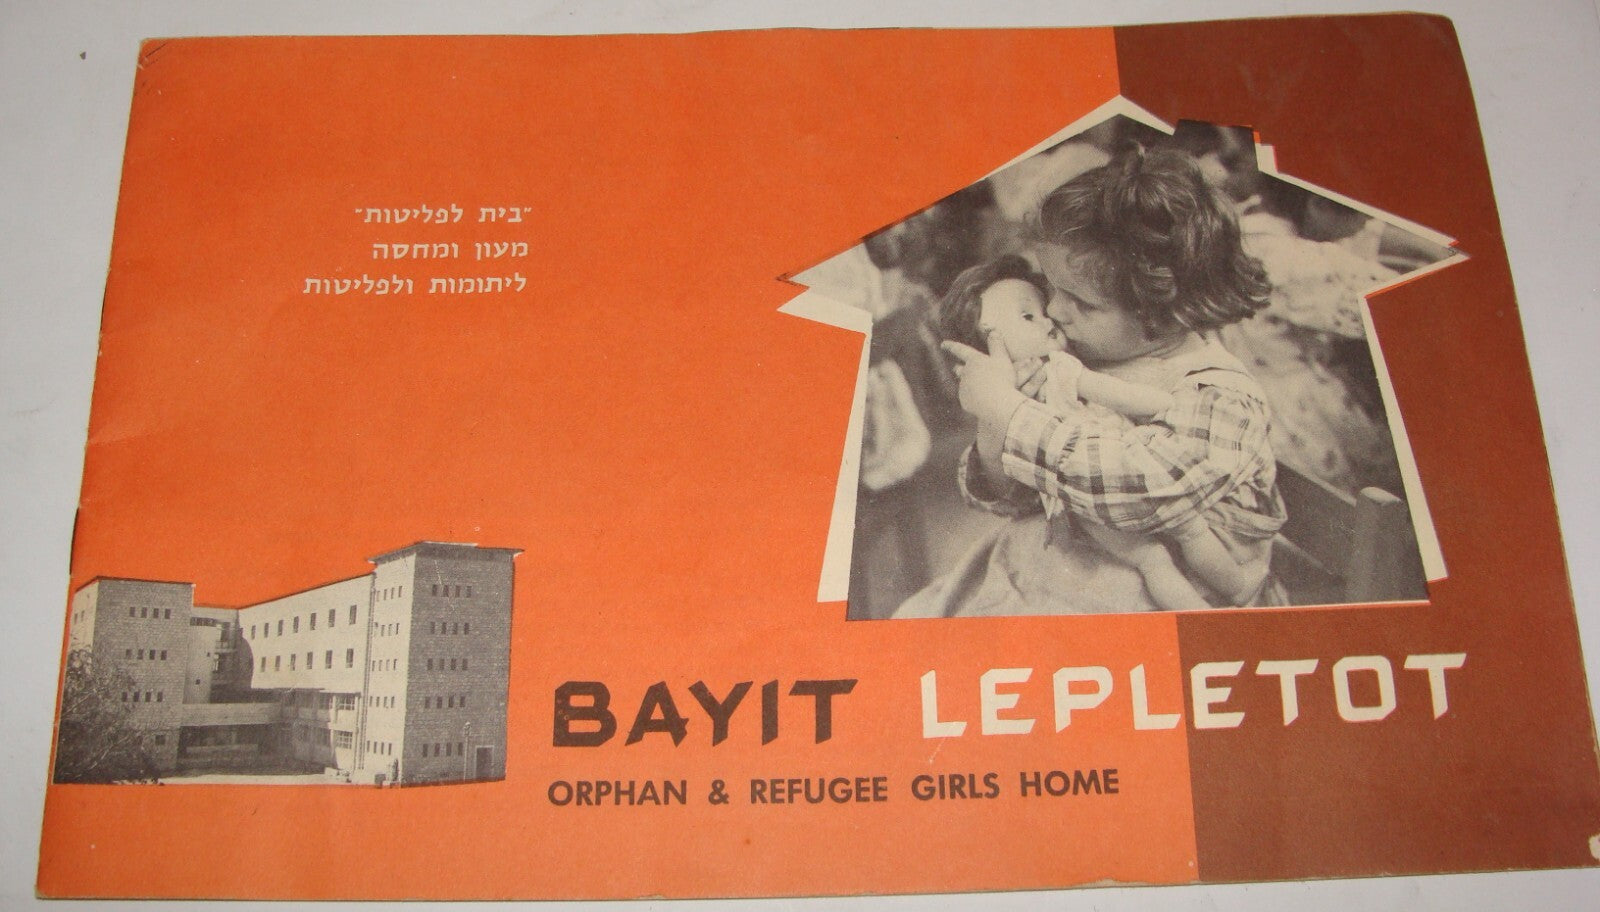 "בית לפליטות"
מעון ומחסה
ליתומות ולפליטות
BAYIT LEPLETOT
ORPHAN & REFUGEE GIRLS HOME